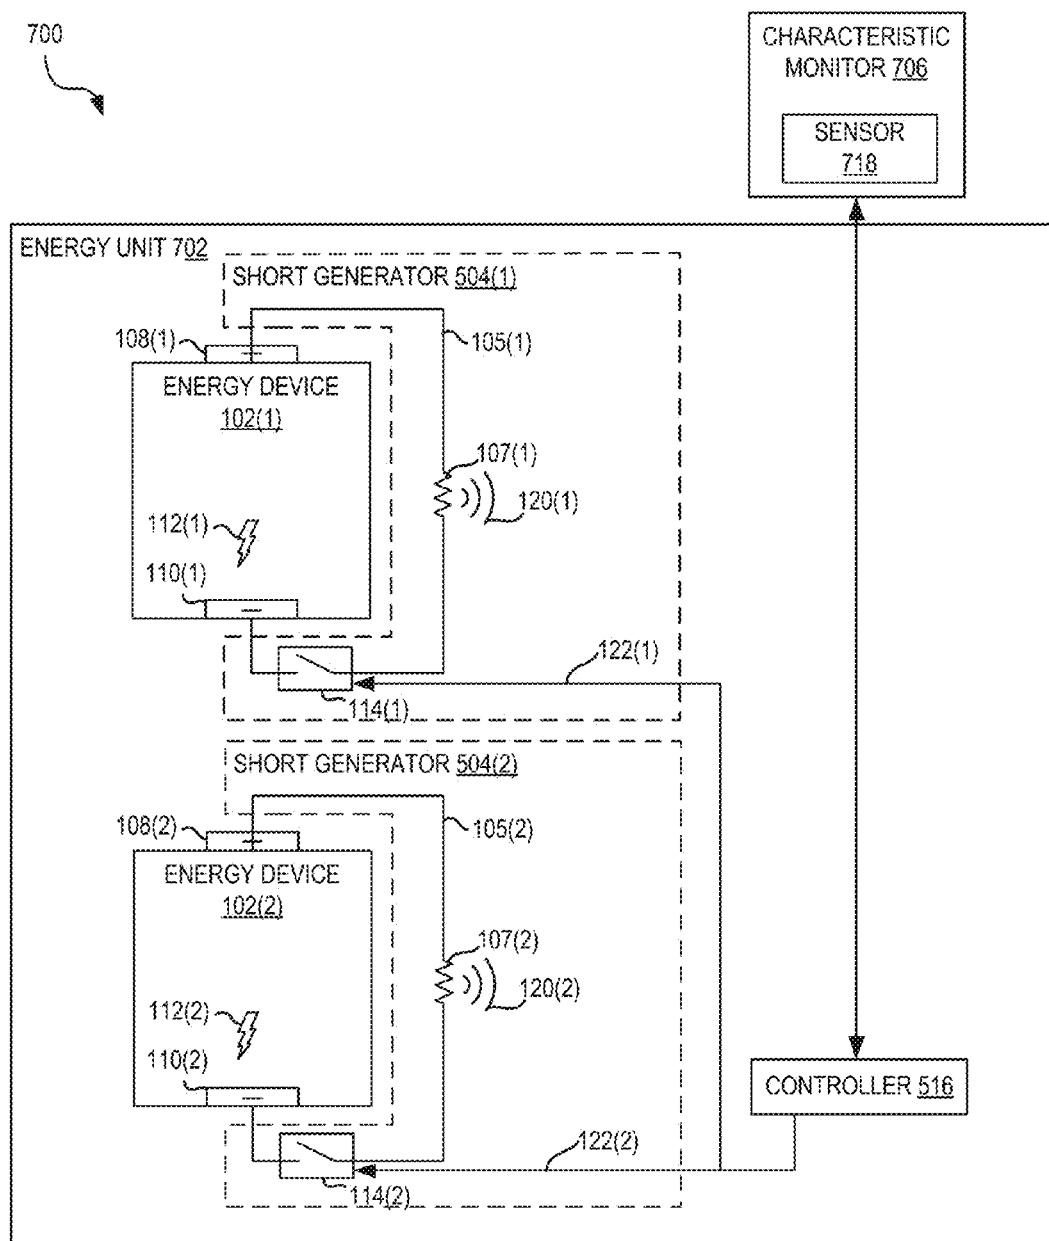 700
CHARACTERISTIC
MONITOR 706
SENSOR
718
ENERGY UNIT 702
SHORT GENERATOR 504(1)
108(1)
+
105(1)
ENERGY DEVICE
102(1)
107(1)
120(1)
112(1)
110(1)
−
122(1)
114(1)
SHORT GENERATOR 504(2)
108(2)
+
105(2)
ENERGY DEVICE
102(2)
107(2)
120(2)
112(2)
110(2)
−
CONTROLLER 516
122(2)
114(2)